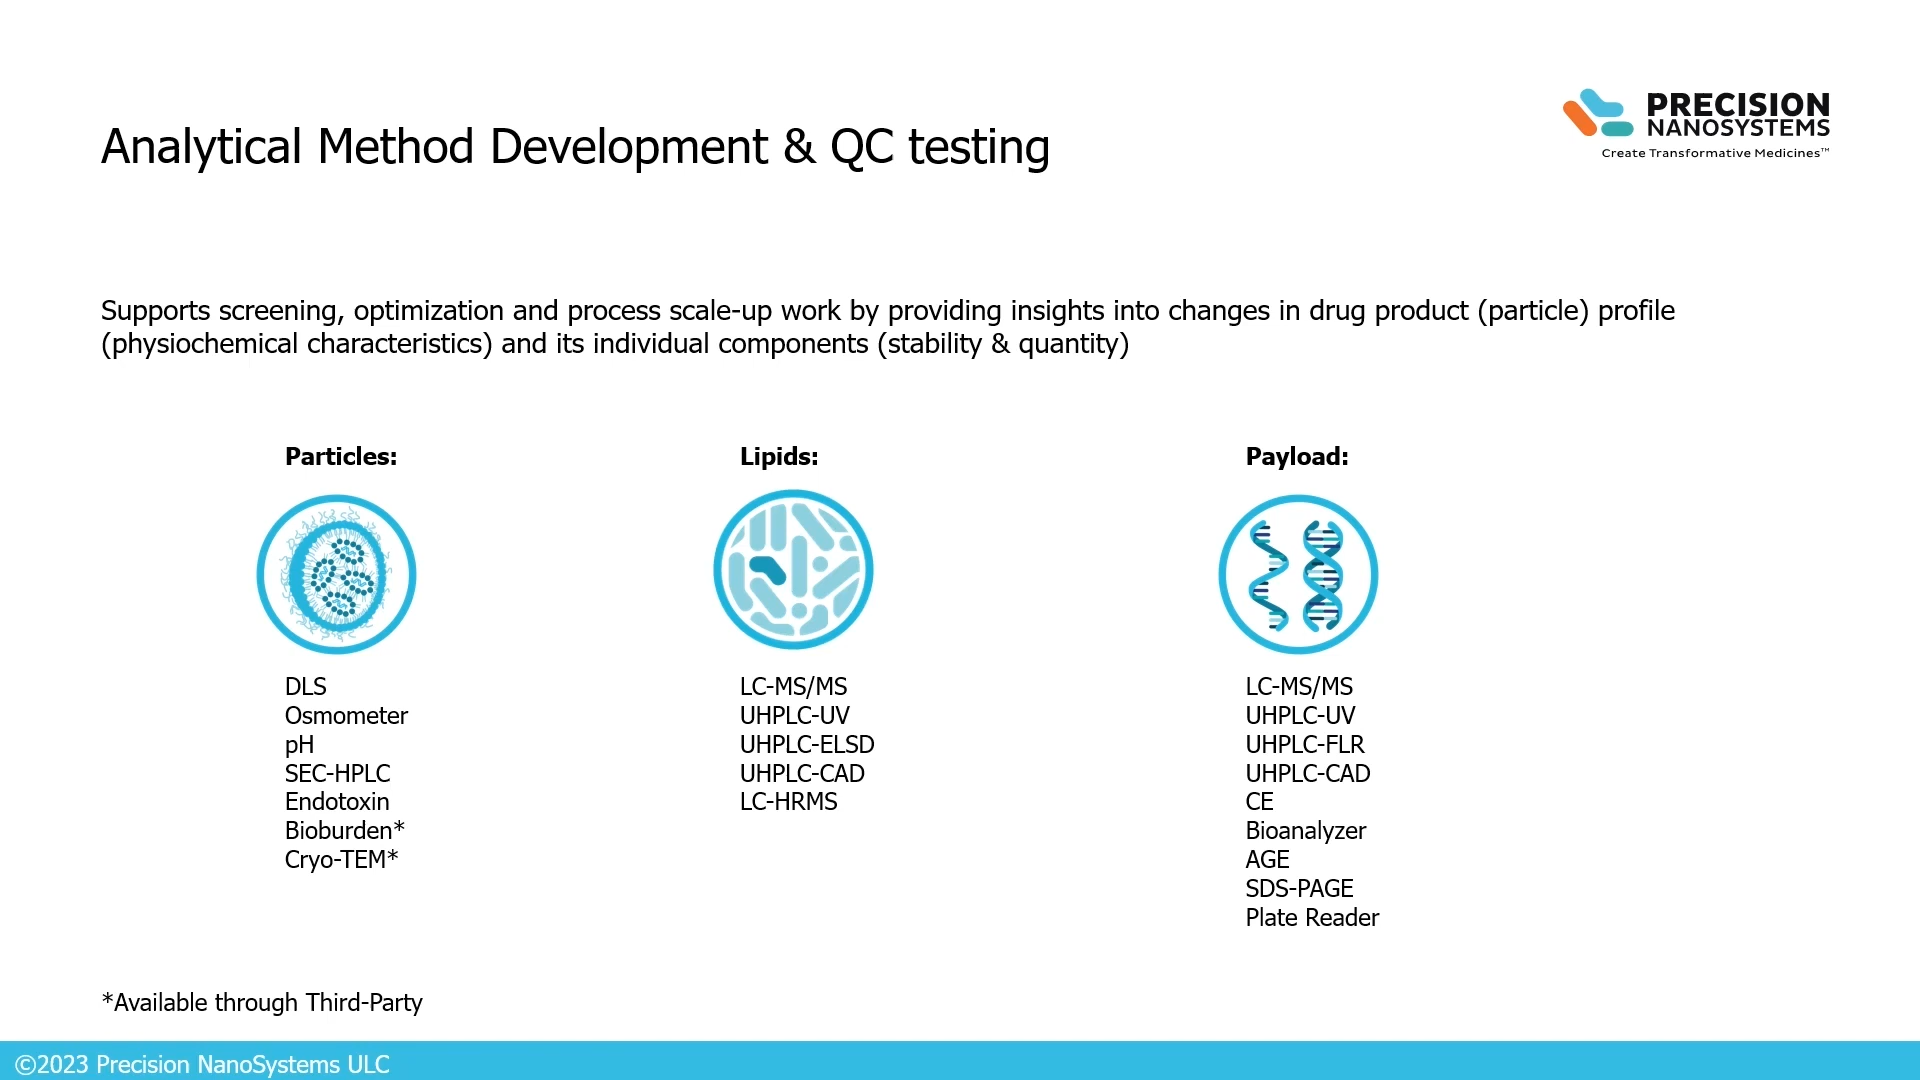 PRECISION
NANOSYSTEMS
Create Transformative Medicines™
Analytical Method Development & QC testing
Supports screening, optimization and process scale-up work by providing insights into changes in drug product (particle) profile
(physiochemical characteristics) and its individual components (stability & quantity)
Particles:
DLS
Osmometer
pH
SEC-HPLC
Endotoxin
Bioburden*
Cryo-TEM*
Lipids:
LC-MS/MS
UHPLC-UV
UHPLC-ELSD
UHPLC-CAD
LC-HRMS
Payload:
LC-MS/MS
UHPLC-UV
UHPLC-FLR
UHPLC-CAD
CE
Bioanalyzer
AGE
SDS-PAGE
Plate Reader
*Available through Third-Party
©2023 Precision NanoSystems ULC